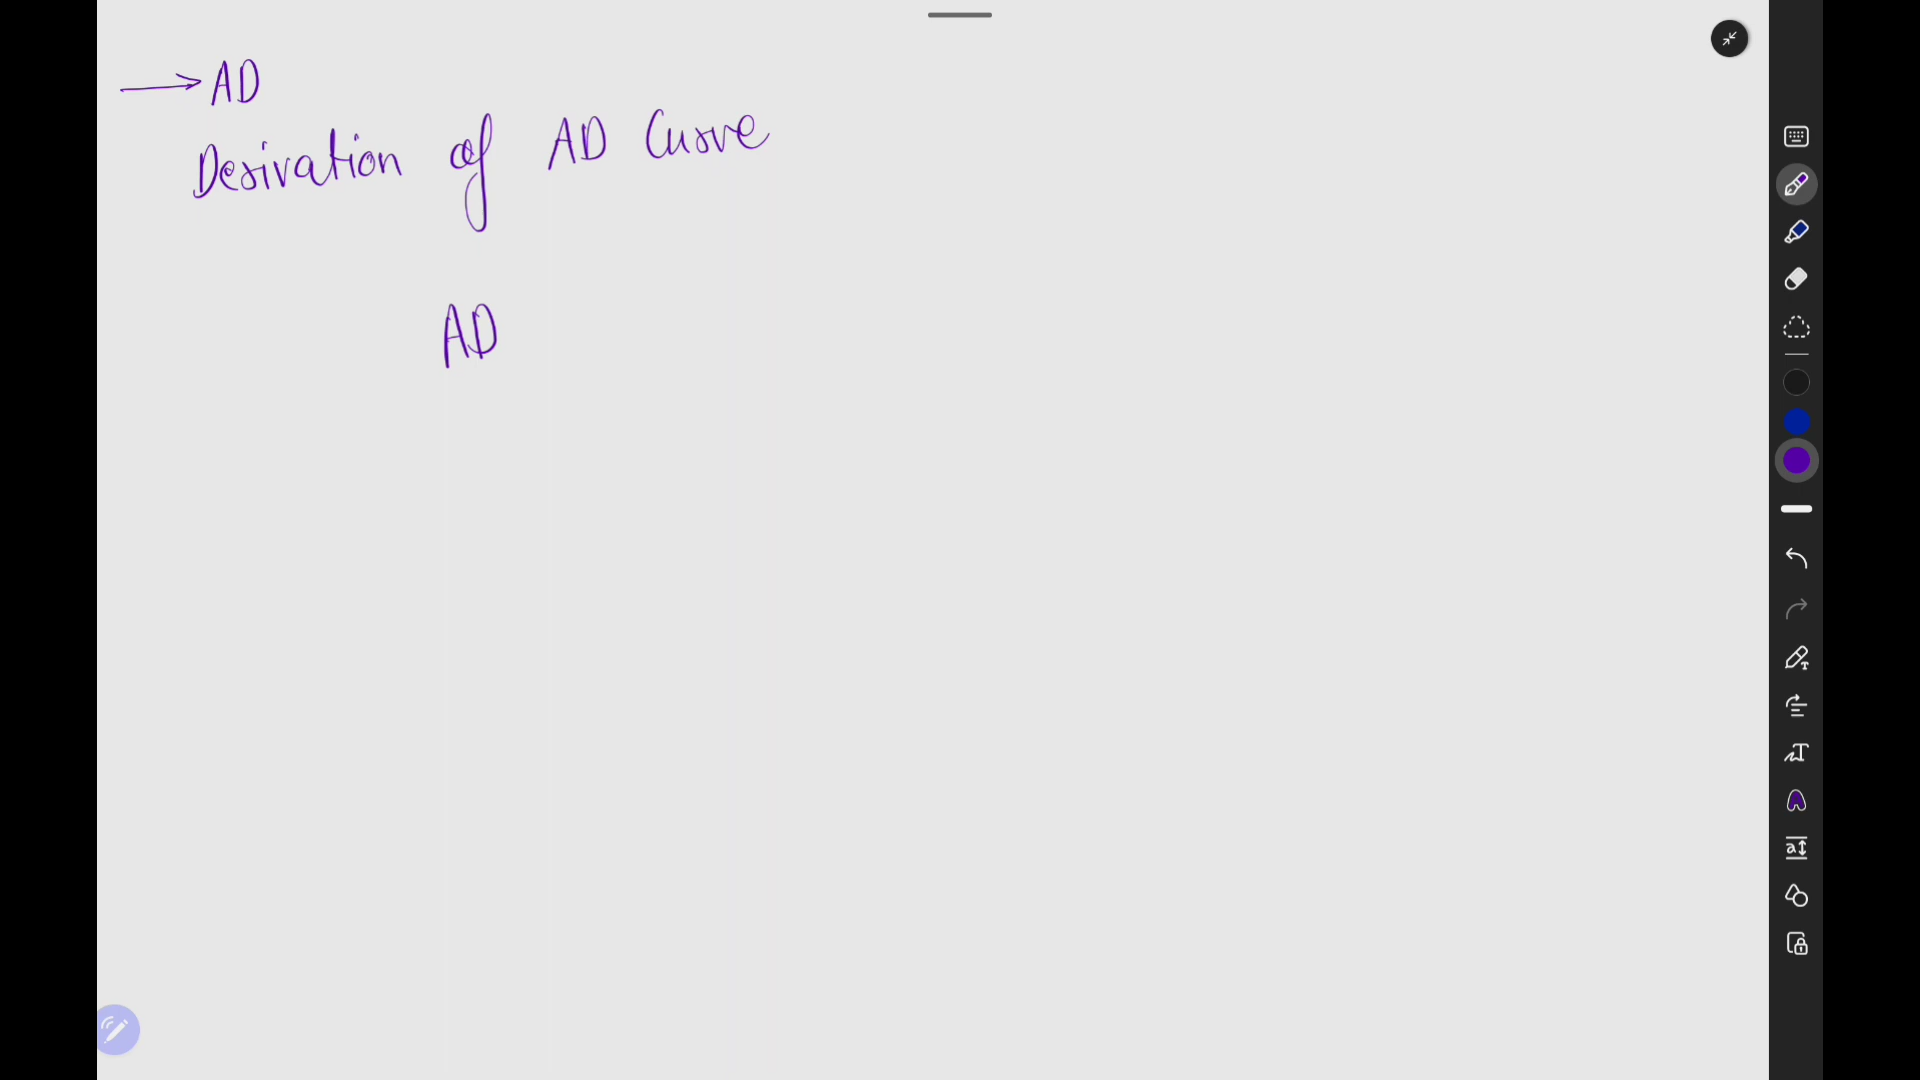 → AD
Derivation of AD Curve
AD